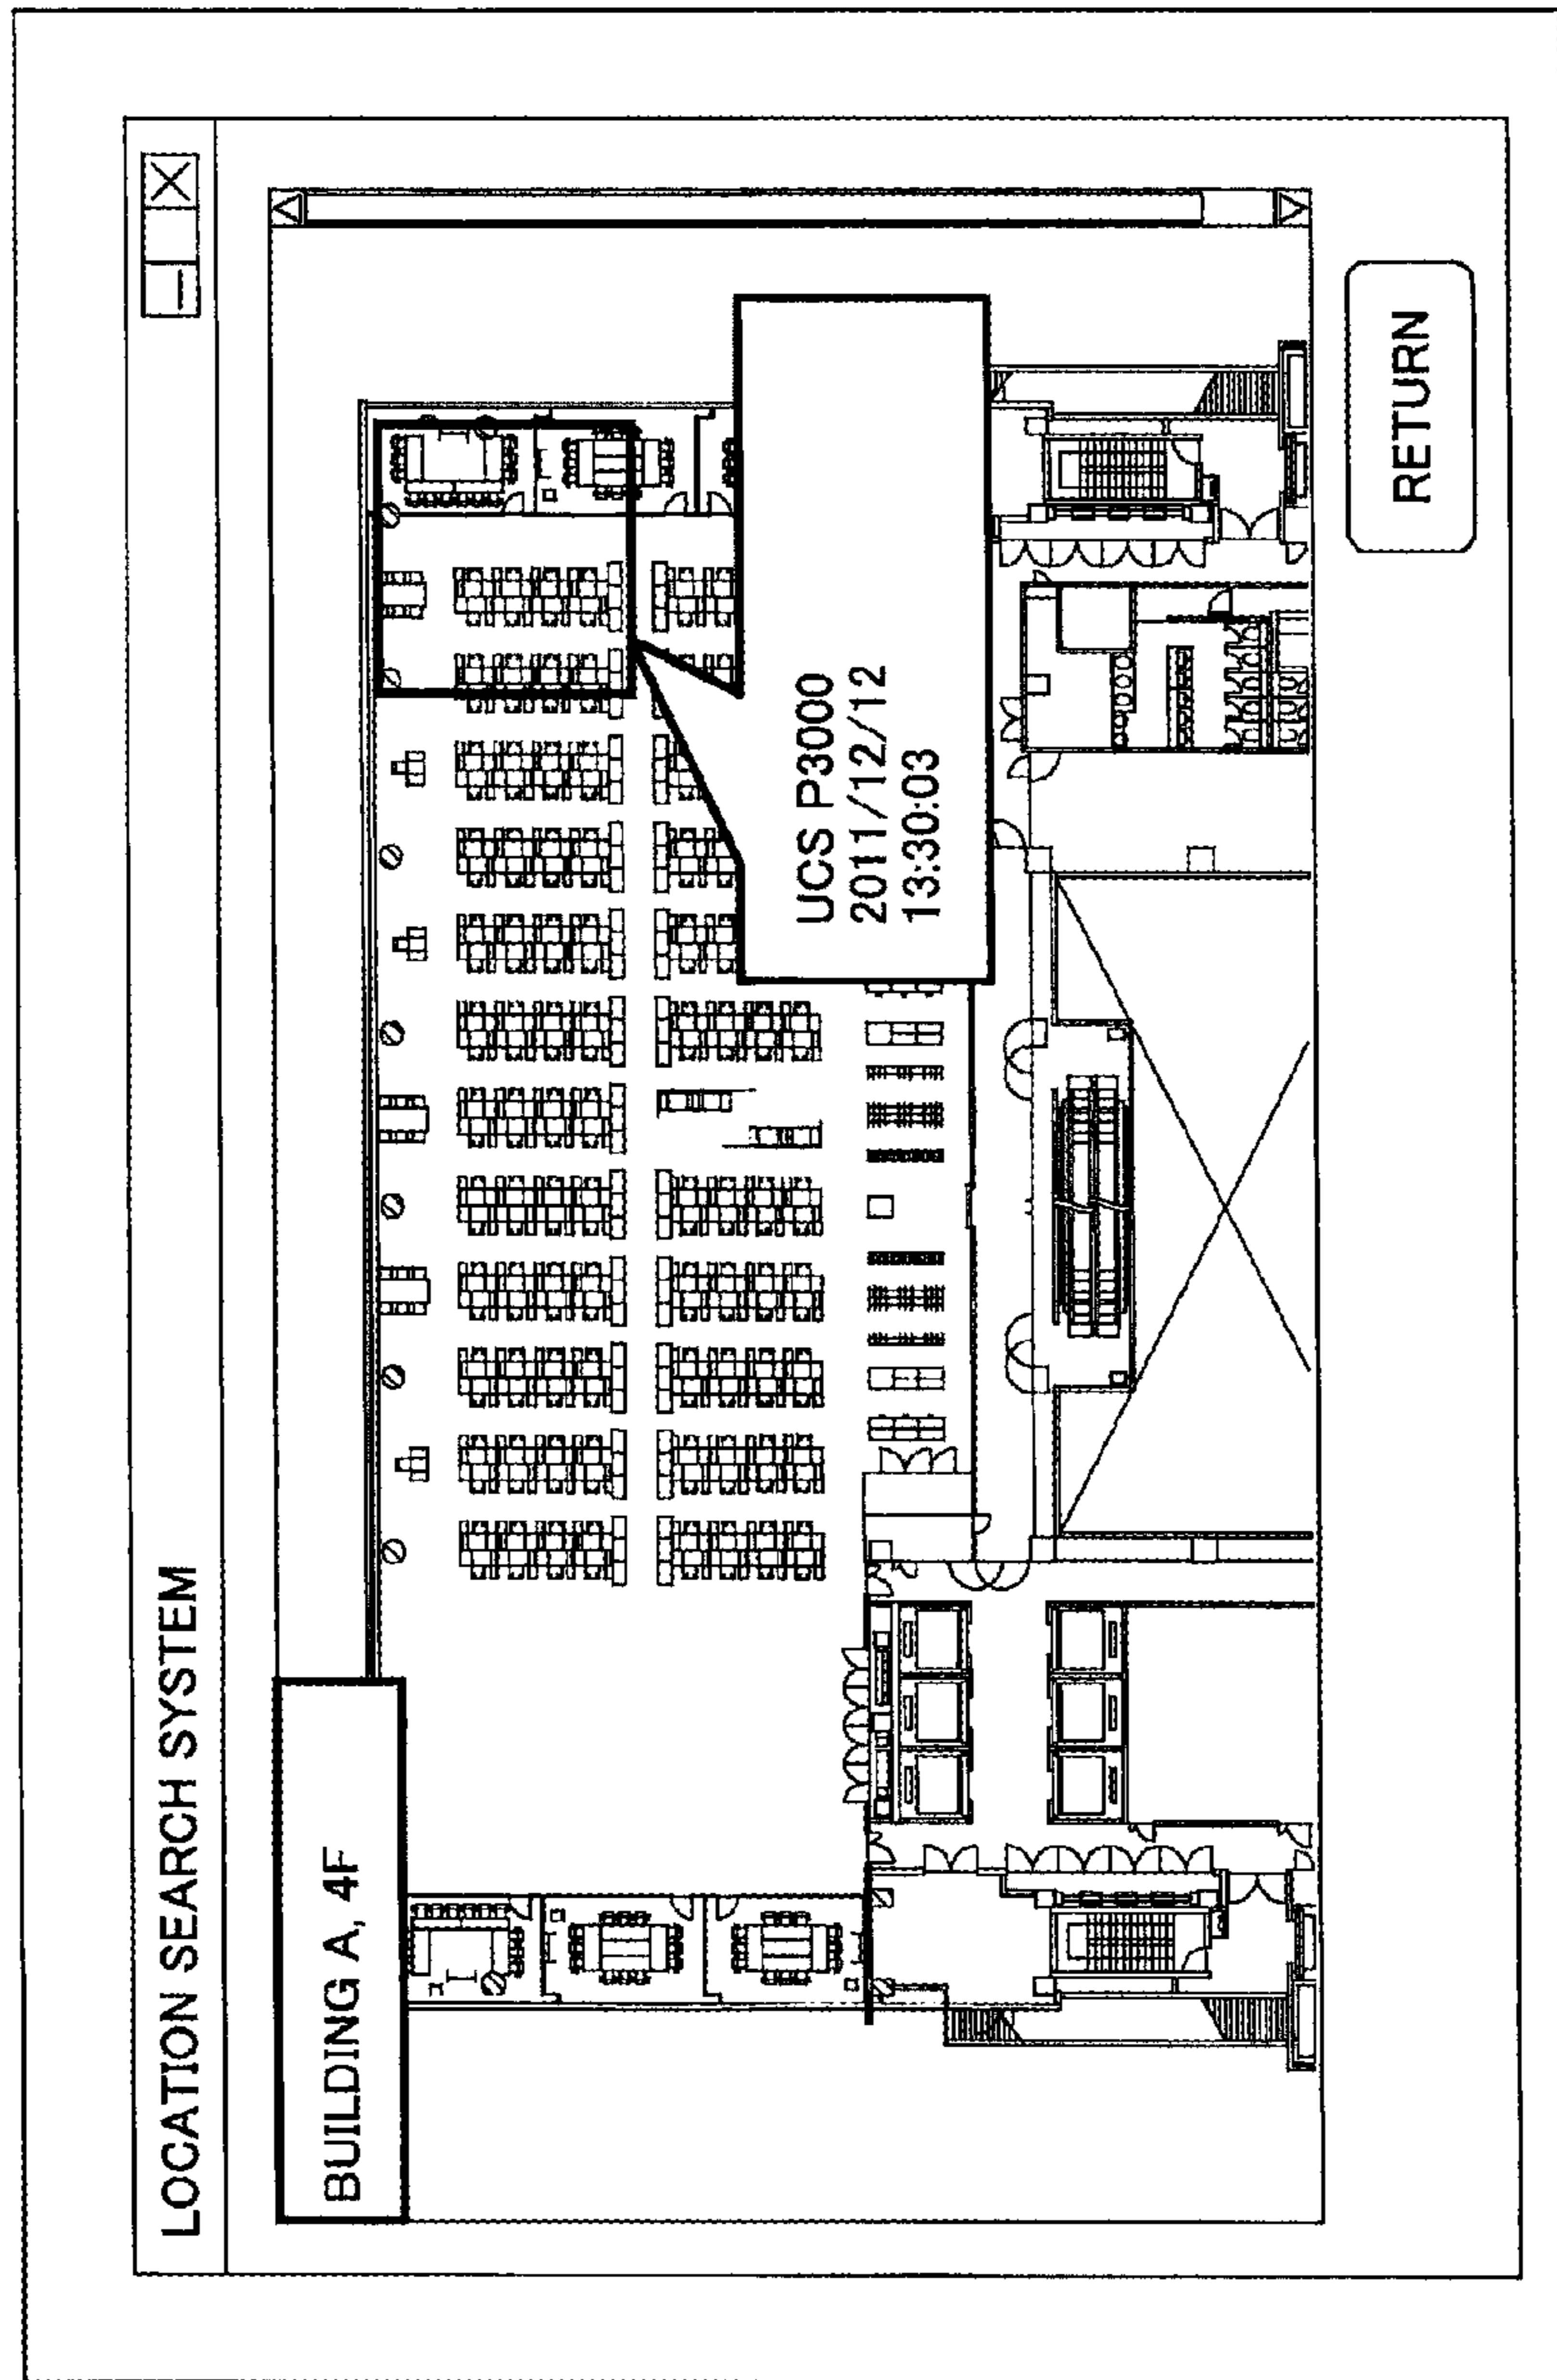 LOCATION SEARCH SYSTEM
BUILDING A, 4F
UCS P3000
2011/12/12
13:30:03
RETURN